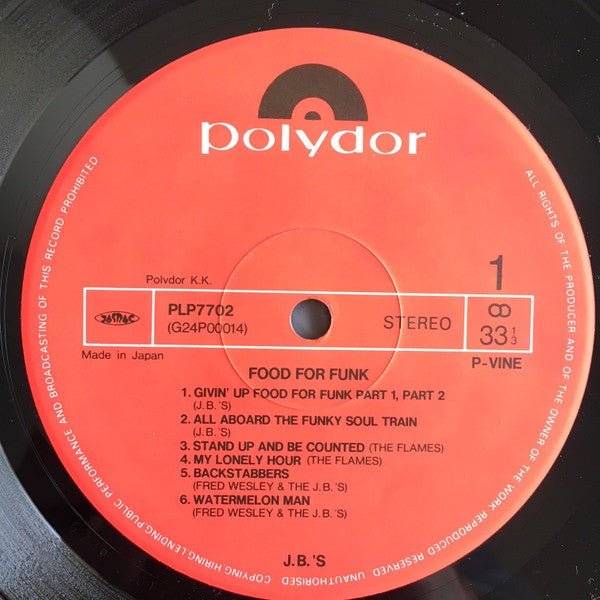 polydor
1
Polydor K.K.
PLP7702
(G24P00014)
STEREO
∞
33 1/3
JASRAC
Made in Japan
P-VINE
FOOD FOR FUNK
1. GIVIN' UP FOOD FOR FUNK PART 1, PART 2
(J.B.'S)
2. ALL ABOARD THE FUNKY SOUL TRAIN
(J.B.'S)
3. STAND UP AND BE COUNTED (THE FLAMES)
4. MY LONELY HOUR (THE FLAMES)
5. BACKSTABBERS
(FRED WESLEY & THE J.B.'S)
6. WATERMELON MAN
(FRED WESLEY & THE J.B.'S)
J.B.'S
ALL RIGHTS OF THE PRODUCER AND OF THE OWNER OF THE WORK REPRODUCED RESERVED UNAUTHORISED COPYING HIRING LENDING PUBLIC PERFORMANCE AND BROADCASTING OF THIS RECORD PROHIBITED